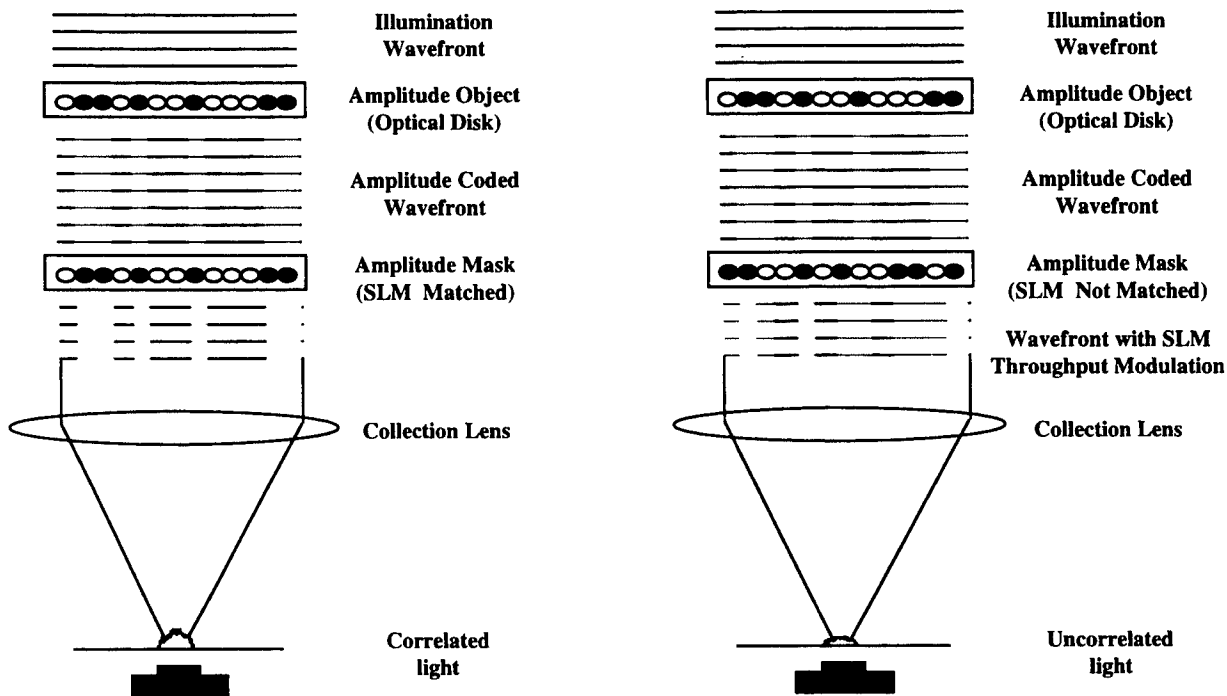 Illumination
Wavefront
Amplitude Object
(Optical Disk)
Amplitude Coded
Wavefront
Amplitude Mask
(SLM Matched)
Collection Lens
Correlated
light
Illumination
Wavefront
Amplitude Object
(Optical Disk)
Amplitude Coded
Wavefront
Amplitude Mask
(SLM Not Matched)
Wavefront with SLM
Throughput Modulation
Collection Lens
Uncorrelated
light